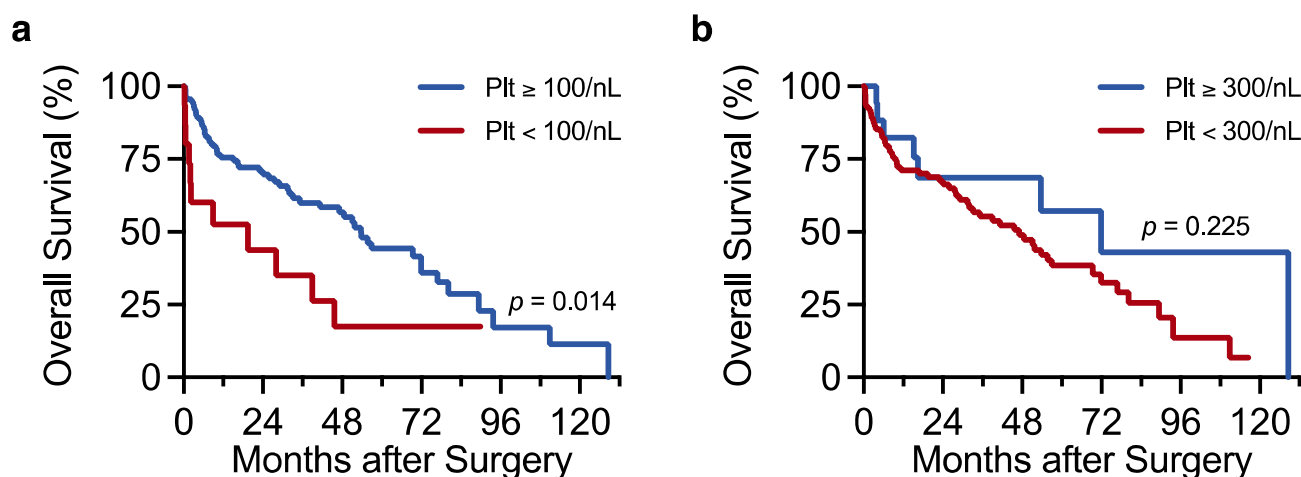 a
Overall Survival (%)
100
75
50
25
0
0 24 48 72 96 120
Months after Surgery
Plt ≥ 100/nL
Plt < 100/nL
p = 0.014
b
Overall Survival (%)
100
75
50
25
0
0 24 48 72 96 120
Months after Surgery
Plt ≥ 300/nL
Plt < 300/nL
p = 0.225